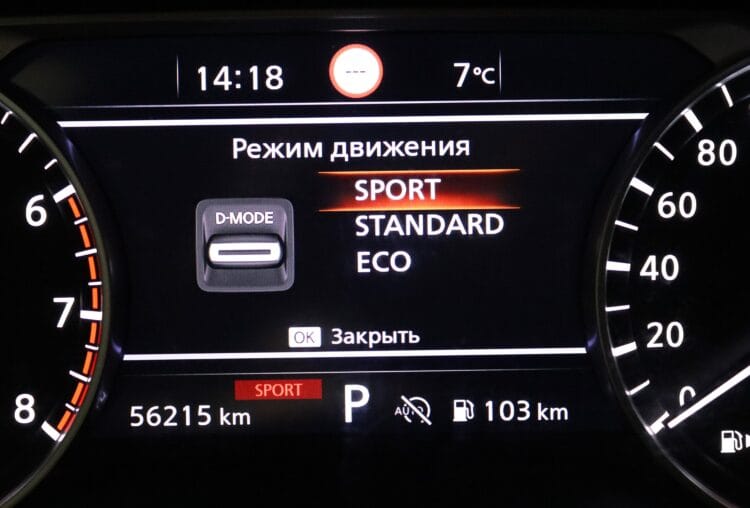 14:18
---
7°C
Режим движения
D-MODE
SPORT
STANDARD
ECO
OK Закрыть
SPORT
56215 km
P
AUTO
103 km
6
7
8
80
60
40
20
0